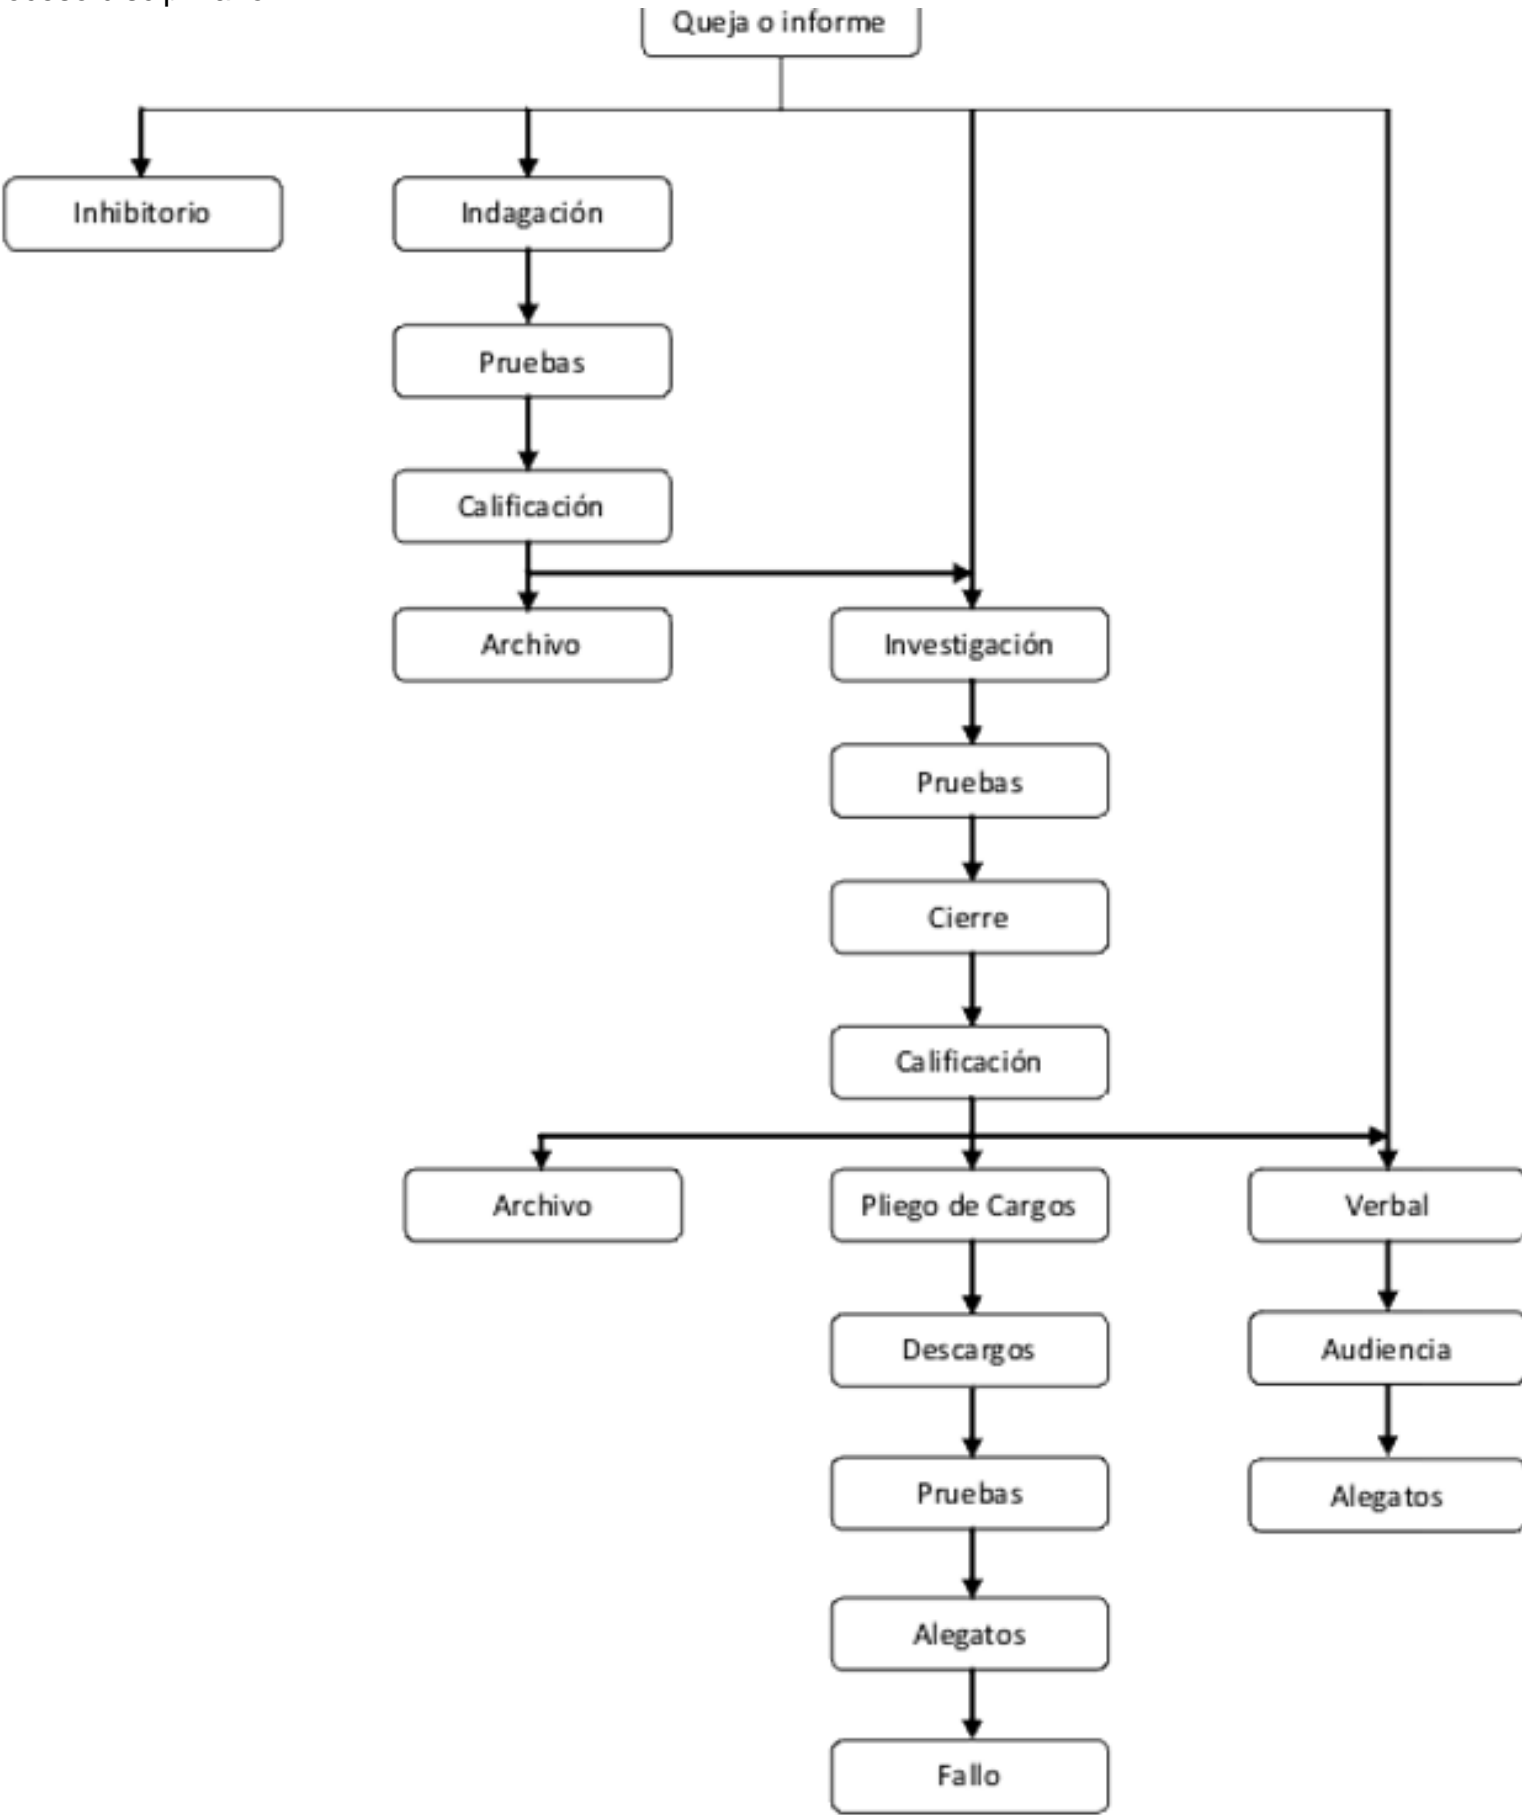 Queja o informe
Inhibitorio
Indagación
Pruebas
Calificación
Archivo
Investigación
Pruebas
Cierre
Calificación
Archivo
Pliego de Cargos
Verbal
Descargos
Audiencia
Pruebas
Alegatos
Alegatos
Fallo